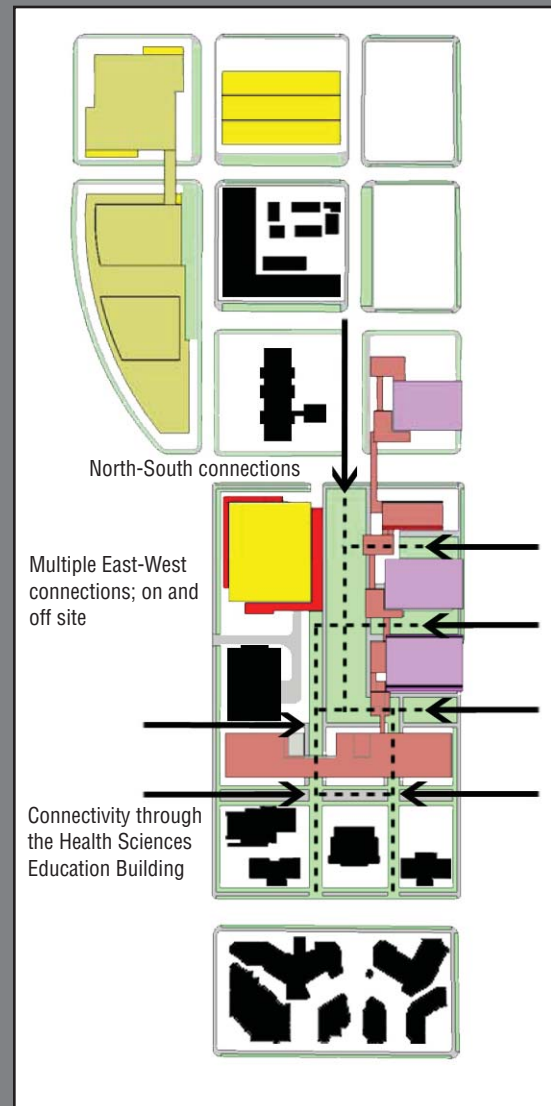 North-South connections
Multiple East-West
connections; on and
off site
Connectivity through
the Health Sciences
Education Building